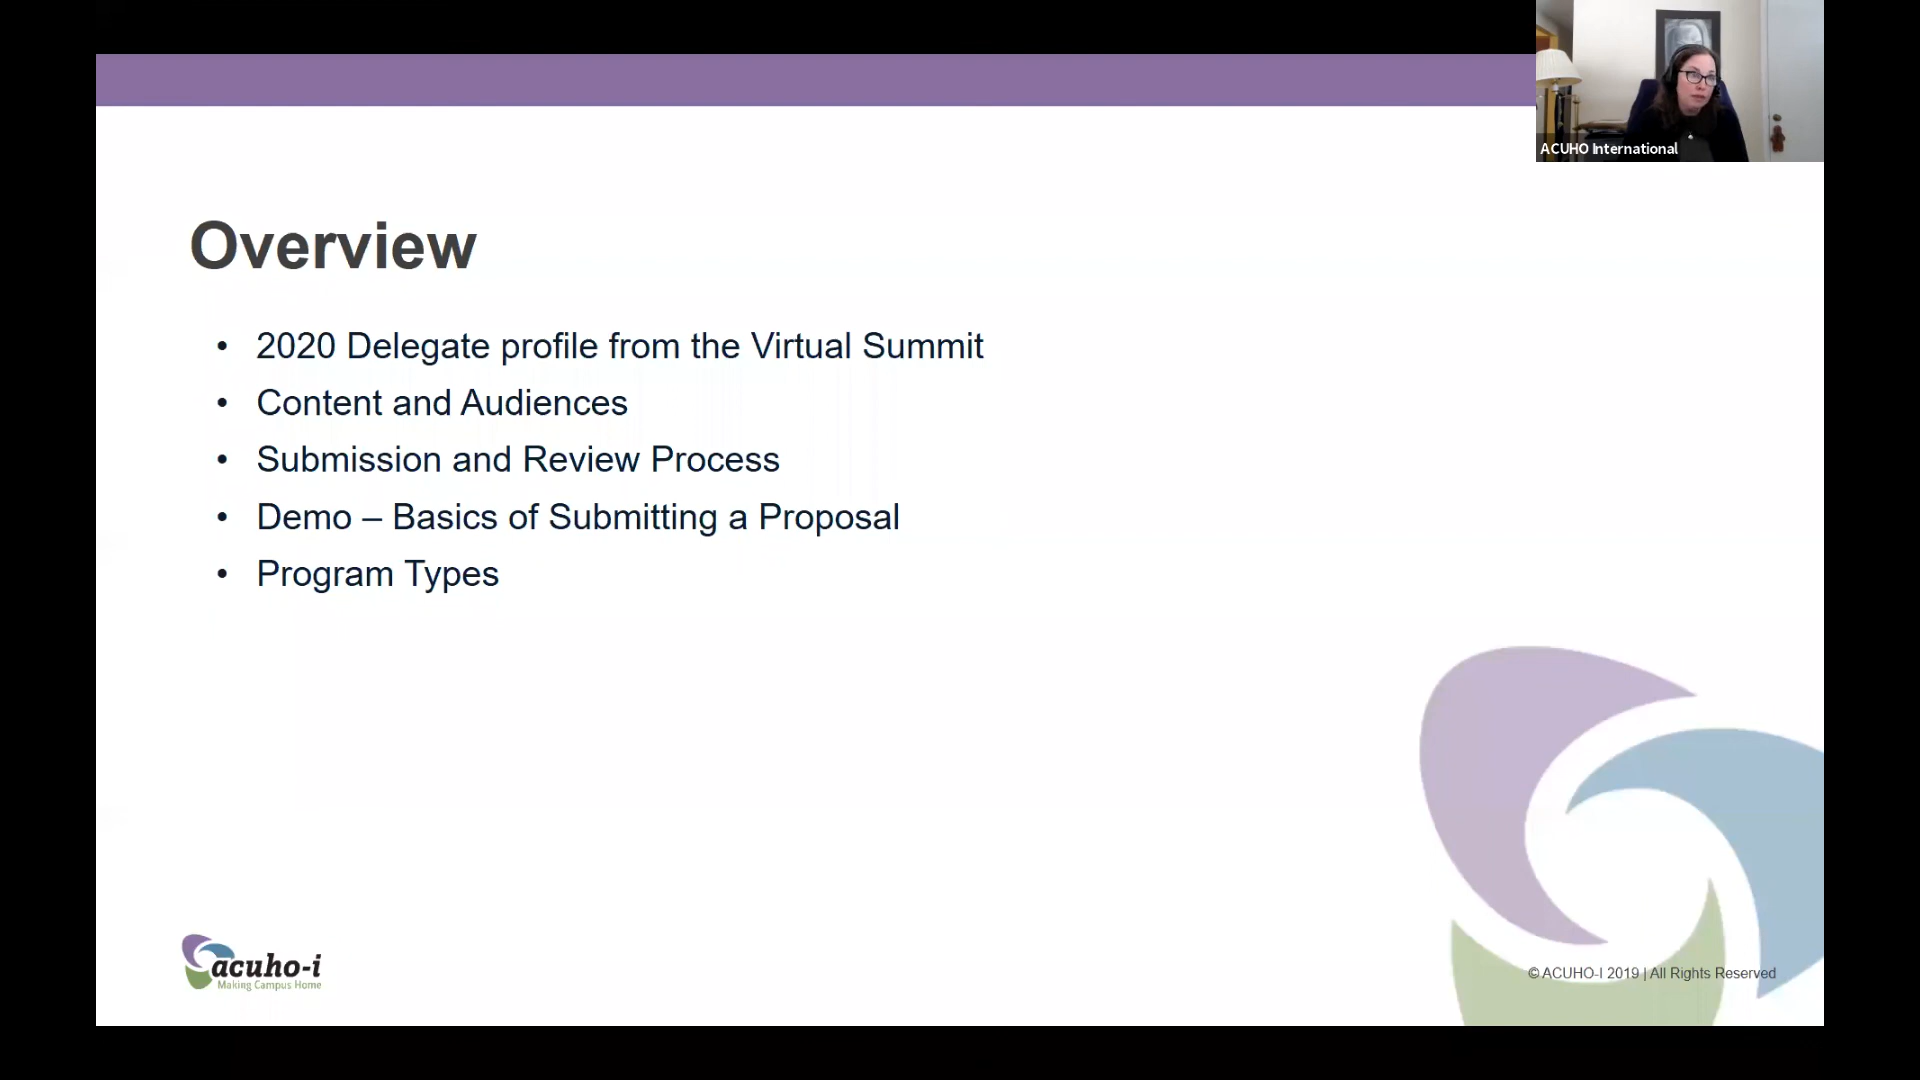 ACUHO International
Overview
• 2020 Delegate profile from the Virtual Summit
• Content and Audiences
• Submission and Review Process
• Demo – Basics of Submitting a Proposal
• Program Types
acuho-i
Making Campus Home
© ACUHO-I 2019 | All Rights Reserved